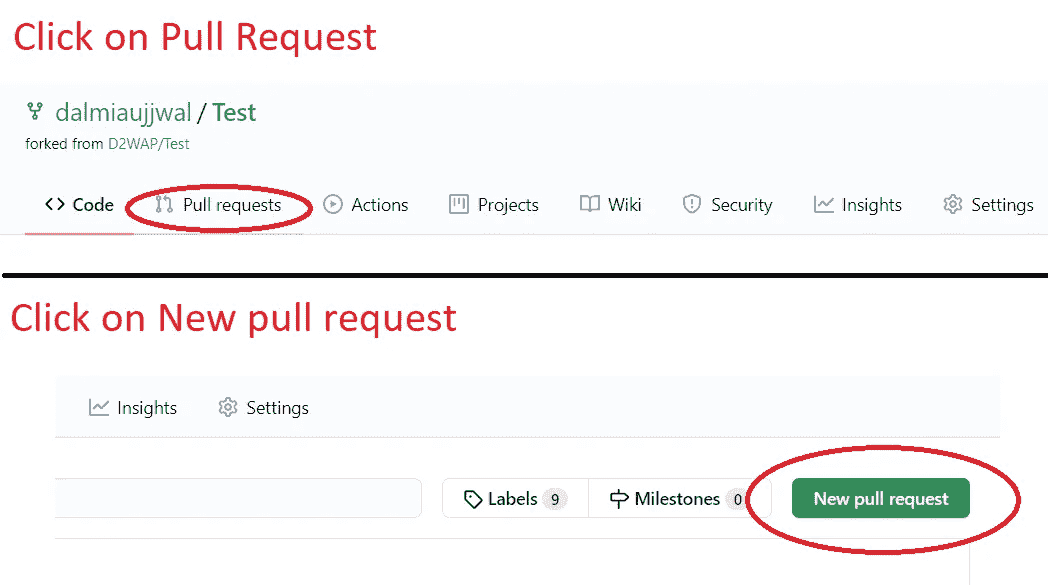 Click on Pull Request
dalmiaujjwal / Test
forked from D2WAP/Test
Code Pull requests Actions Projects Wiki Security Insights Settings
Click on New pull request
Insights Settings
Labels 9 Milestones 0 New pull request